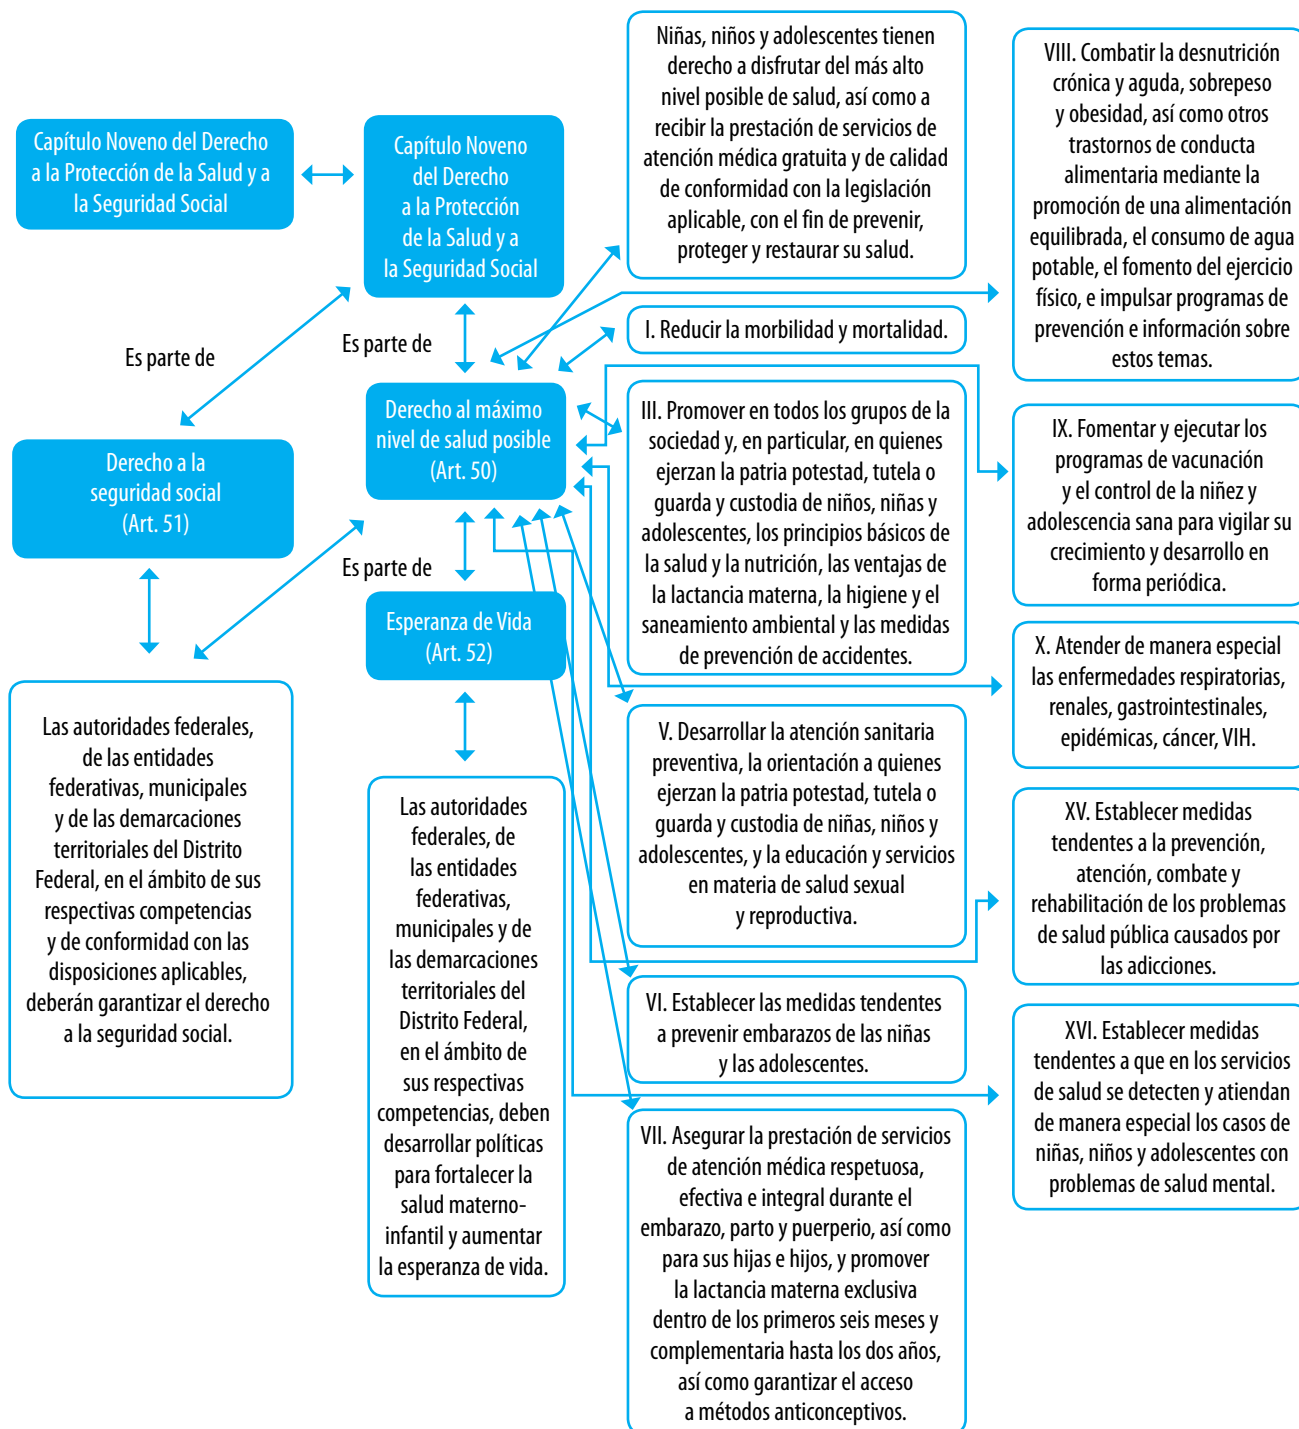 Capítulo Noveno del Derecho
a la Protección de la Salud y a
la Seguridad Social
Capítulo Noveno
del Derecho
a la Protección
de la Salud y a
la Seguridad Social
Es parte de
Es parte de
Derecho al máximo
nivel de salud posible
(Art. 50)
Derecho a la
seguridad social
(Art. 51)
Es parte de
Esperanza de Vida
(Art. 52)
Las autoridades federales,
de las entidades
federativas, municipales
y de las demarcaciones
territoriales del Distrito
Federal, en el ámbito de sus
respectivas competencias
y de conformidad con las
disposiciones aplicables,
deberán garantizar el derecho
a la seguridad social.
Las autoridades
federales, de
las entidades
federativas,
municipales y de
las demarcaciones
territoriales del
Distrito Federal,
en el ámbito de
sus respectivas
competencias, deben
desarrollar políticas
para fortalecer la
salud materno-
infantil y aumentar
la esperanza de vida.
Niñas, niños y adolescentes tienen
derecho a disfrutar del más alto
nivel posible de salud, así como a
recibir la prestación de servicios de
atención médica gratuita y de calidad
de conformidad con la legislación
aplicable, con el fin de prevenir,
proteger y restaurar su salud.
I. Reducir la morbilidad y mortalidad.
III. Promover en todos los grupos de la
sociedad y, en particular, en quienes
ejerzan la patria potestad, tutela o
guarda y custodia de niños, niñas y
adolescentes, los principios básicos de
la salud y la nutrición, las ventajas de
la lactancia materna, la higiene y el
saneamiento ambiental y las medidas
de prevención de accidentes.
V. Desarrollar la atención sanitaria
preventiva, la orientación a quienes
ejerzan la patria potestad, tutela o
guarda y custodia de niñas, niños y
adolescentes, y la educación y servicios
en materia de salud sexual
y reproductiva.
VI. Establecer las medidas tendentes
a prevenir embarazos de las niñas
y las adolescentes.
VII. Asegurar la prestación de servicios
de atención médica respetuosa,
efectiva e integral durante el
embarazo, parto y puerperio, así como
para sus hijas e hijos, y promover
la lactancia materna exclusiva
dentro de los primeros seis meses y
complementaria hasta los dos años,
así como garantizar el acceso
a métodos anticonceptivos.
VIII. Combatir la desnutrición
crónica y aguda, sobrepeso
y obesidad, así como otros
trastornos de conducta
alimentaria mediante la
promoción de una alimentación
equilibrada, el consumo de agua
potable, el fomento del ejercicio
físico, e impulsar programas de
prevención e información sobre
estos temas.
IX. Fomentar y ejecutar los
programas de vacunación
y el control de la niñez y
adolescencia sana para vigilar su
crecimiento y desarrollo en
forma periódica.
X. Atender de manera especial
las enfermedades respiratorias,
renales, gastrointestinales,
epidémicas, cáncer, VIH.
XV. Establecer medidas
tendentes a la prevención,
atención, combate y
rehabilitación de los problemas
de salud pública causados por
las adicciones.
XVI. Establecer medidas
tendentes a que en los servicios
de salud se detecten y atiendan
de manera especial los casos de
niñas, niños y adolescentes con
problemas de salud mental.